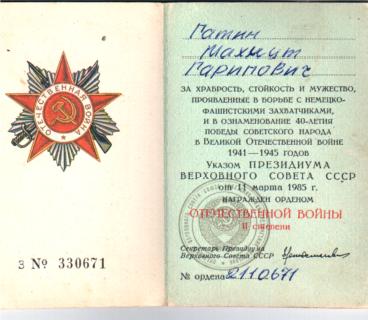 ОТЕЧЕСТВЕННАЯ ВОЙНА
З № 330671
Гатин
Махмут
Гарипович
ЗА ХРАБРОСТЬ, СТОЙКОСТЬ И МУЖЕСТВО,
ПРОЯВЛЕННЫЕ В БОРЬБЕ С НЕМЕЦКО-
ФАШИСТСКИМИ ЗАХВАТЧИКАМИ,
И В ОЗНАМЕНОВАНИЕ 40-ЛЕТИЯ
ПОБЕДЫ СОВЕТСКОГО НАРОДА
В ВЕЛИКОЙ ОТЕЧЕСТВЕННОЙ ВОЙНЕ
1941—1945 ГОДОВ
УКАЗОМ ПРЕЗИДИУМА
ВЕРХОВНОГО СОВЕТА СССР
от 11 марта 1985 г.
НАГРАЖДЕН ОРДЕНОМ
ОТЕЧЕСТВЕННОЙ ВОЙНЫ
II степени
Секретарь Президиума
Верховного Совета СССР
№ ордена 2110671